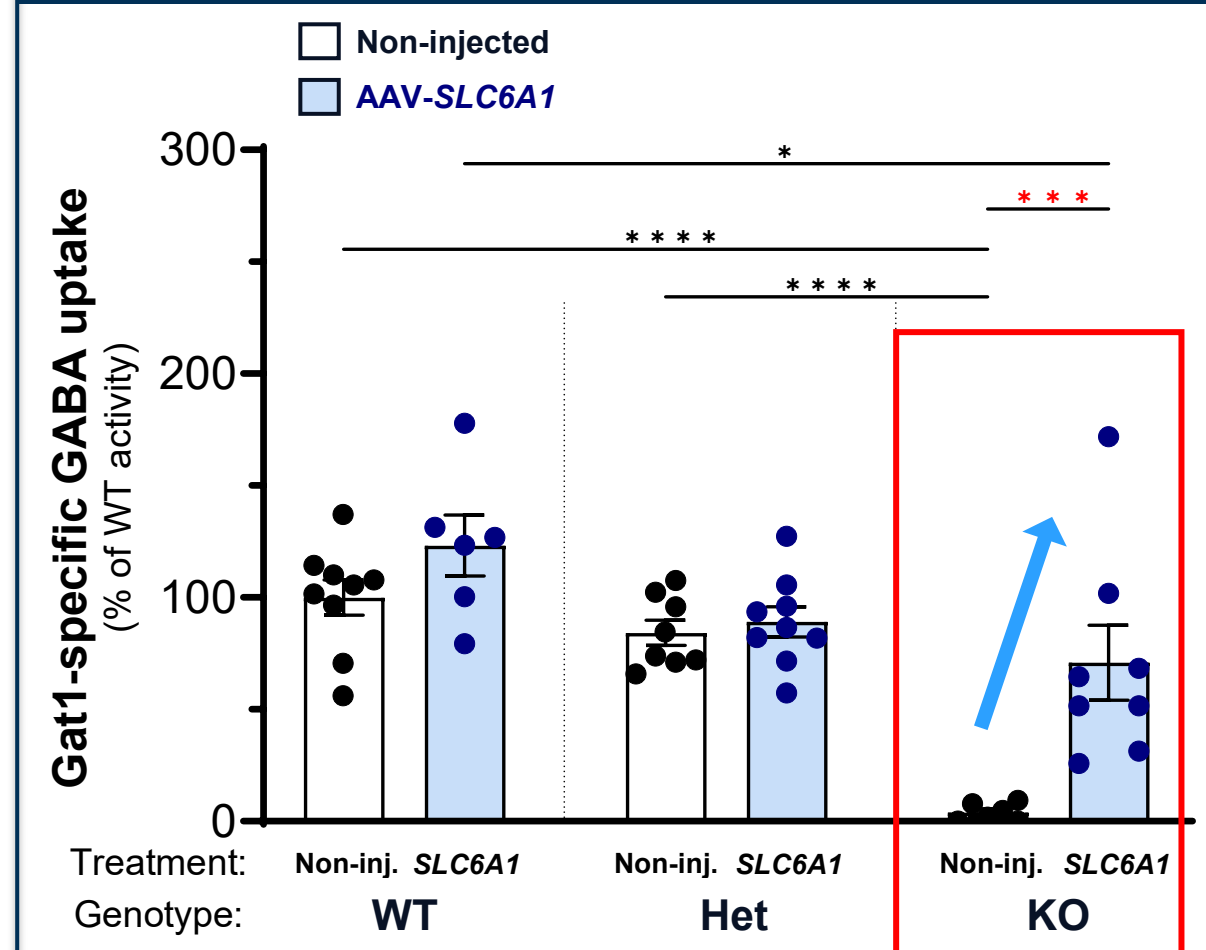 Non-injected
AAV-SLC6A1
Gat1-specific GABA uptake
(% of WT activity)
300
200
100
0
*
* * *
* * * *
* * * *
Treatment: Non-inj. SLC6A1 Non-inj. SLC6A1 Non-inj. SLC6A1
Genotype: WT Het KO